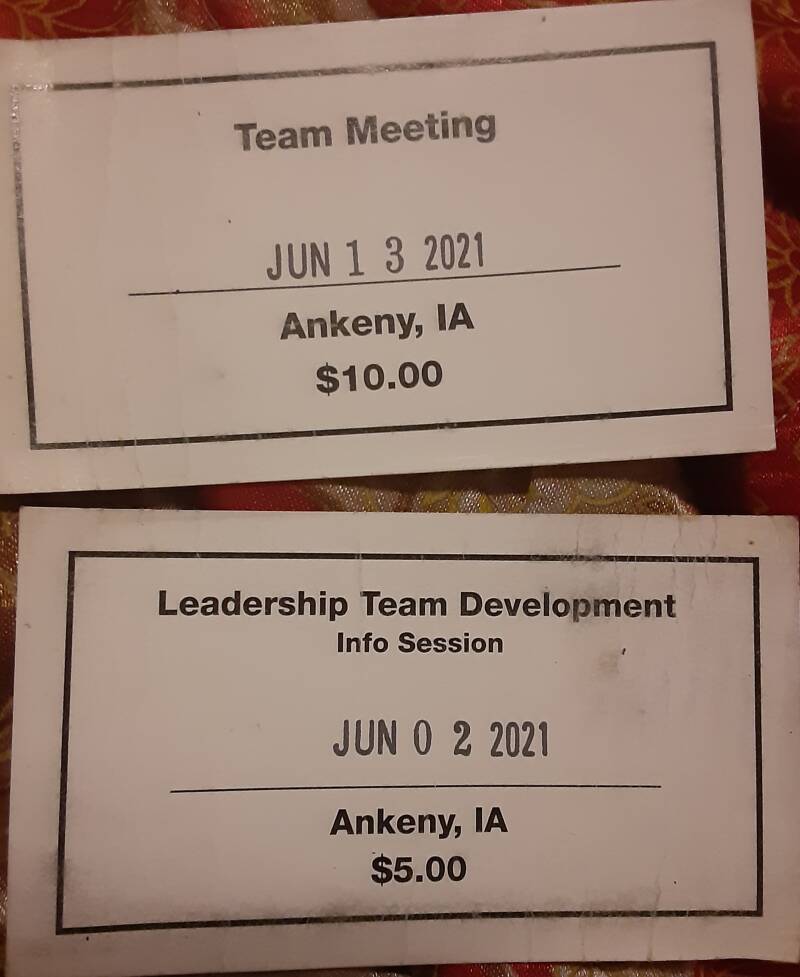 Team Meeting
JUN 1 3 2021
Ankeny, IA
$10.00
Leadership Team Development
Info Session
JUN 0 2 2021
Ankeny, IA
$5.00